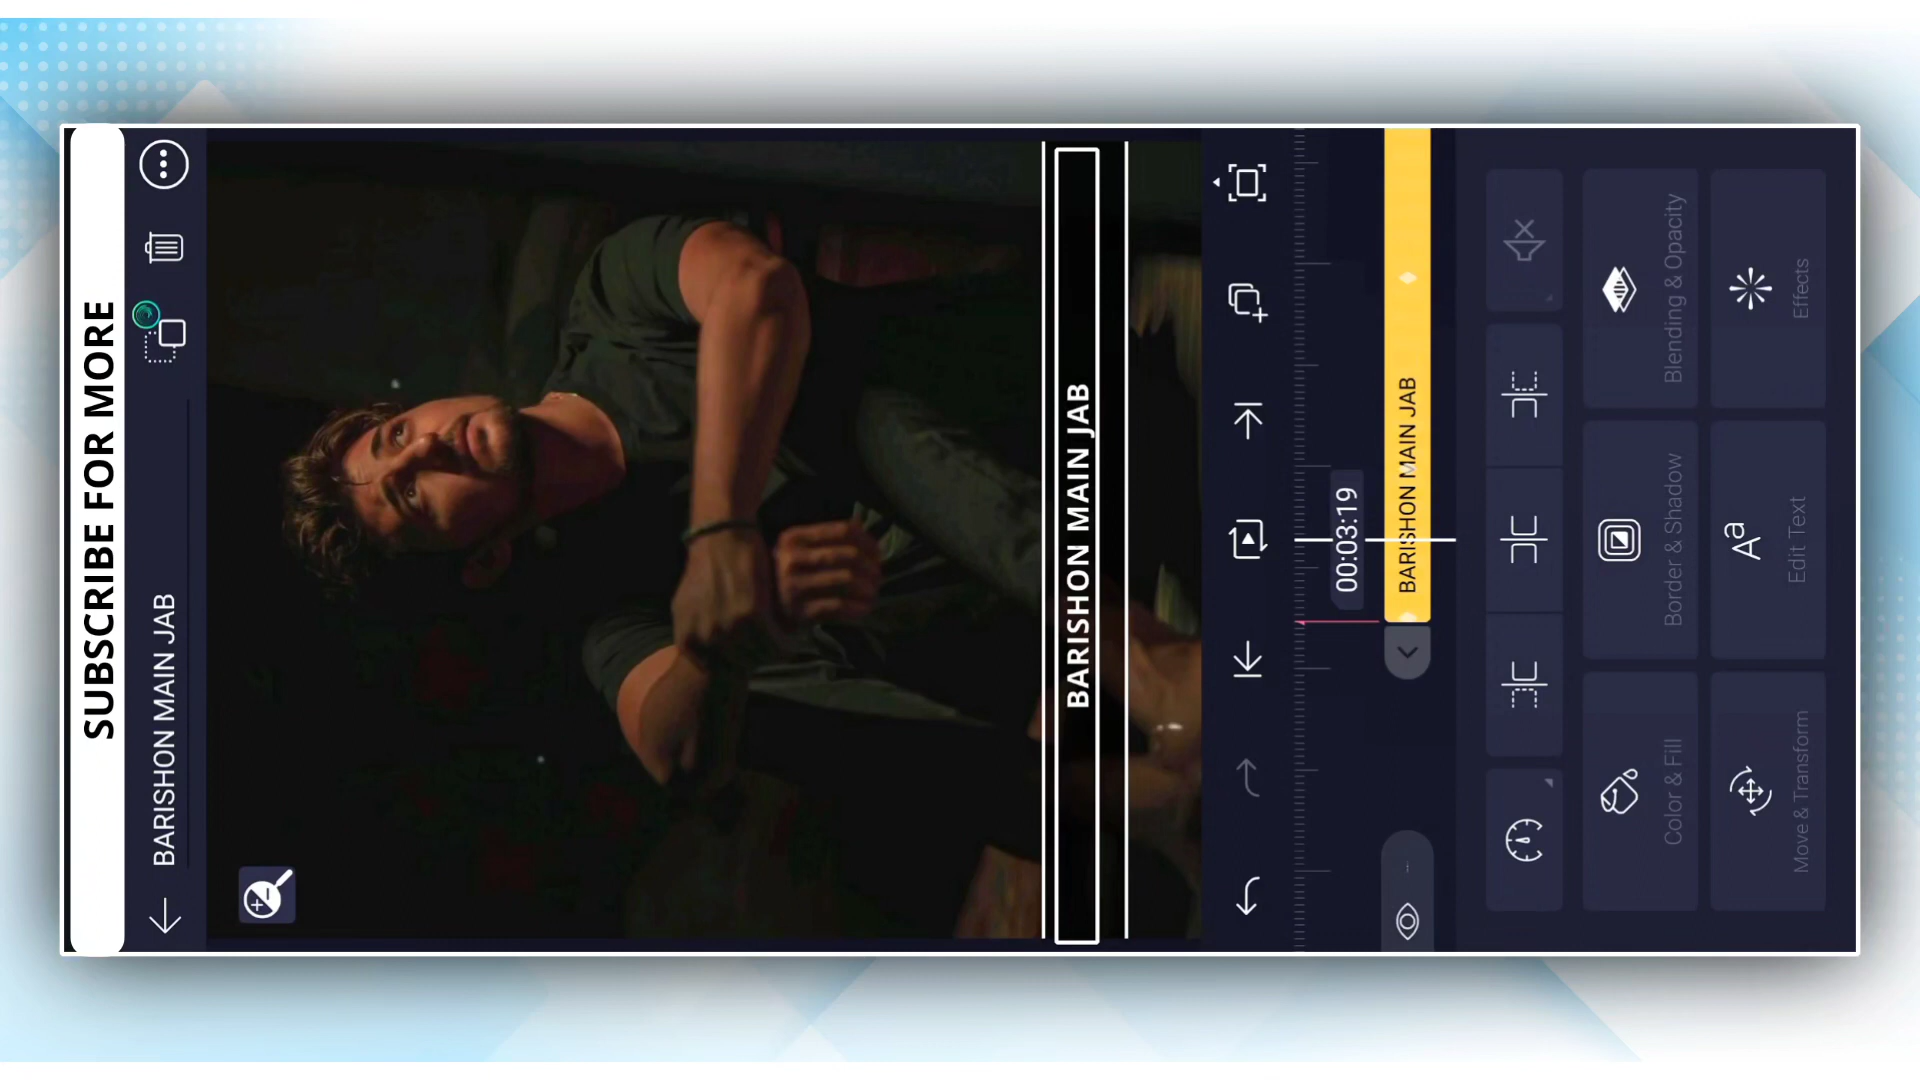 SUBSCRIBE FOR MORE
BARISHON MAIN JAB
BARISHON MAIN JAB
00:03:19
BARISHON MAIN JAB
Color & Fill
Border & Shadow
Blending & Opacity
Move & Transform
Edit Text
Aa
Effects